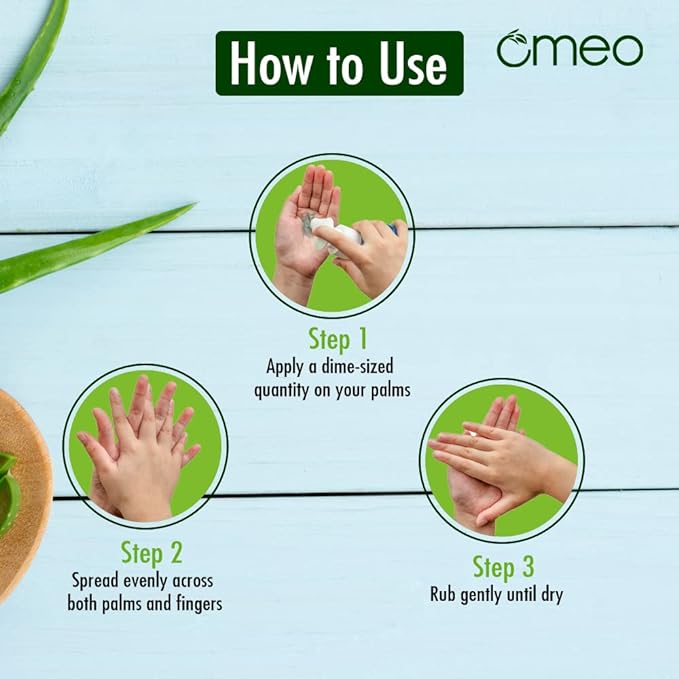 How to Use
Omeo
Step 1
Apply a dime-sized
quantity on your palms
Step 2
Spread evenly across
both palms and fingers
Step 3
Rub gently until dry